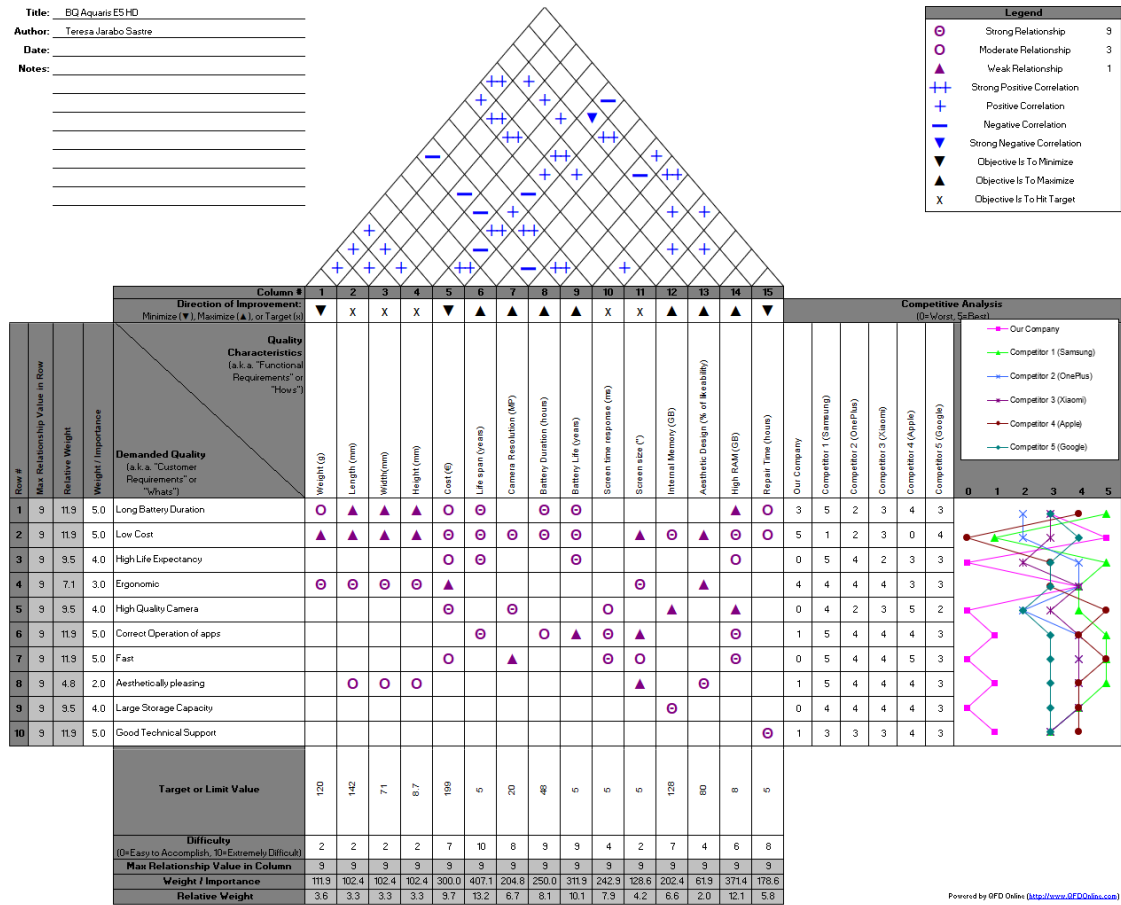 Title: BQ Aquaris E5 HD
Author: Teresa Jarabo Sastre
Date:
Notes:
Legend
Θ Strong Relationship 9
Ο Moderate Relationship 3
▲ Weak Relationship 1
++ Strong Positive Correlation
+ Positive Correlation
— Negative Correlation
▼ Strong Negative Correlation
▼ Objective Is To Minimize
▲ Objective Is To Maximize
x Objective Is To Hit Target
Column # 1 2 3 4 5 6 7 8 9 10 11 12 13 14 15
Direction of Improvement:
Minimize (▼), Maximize (▲), or Target (x)
▼ x x x ▼ ▲ ▲ ▲ ▲ x x ▲ ▲ ▲ ▼
Competitive Analysis
(0=Worst, 5=Best)
Row #
Max Relationship Value in Row
Relative Weight
Weight / Importance
Quality
Characteristics
(a.k.a. "Functional
Requirements" or
"Hows")
Demanded Quality
(a.k.a. "Customer
Requirements" or
"Whats")
Weight (g)
Length (mm)
Width(mm)
Height (mm)
Cost (€)
Life span (years)
Camera Resolution (MP)
Battery Duration (hours)
Battery Life (years)
Screen time response (ms)
Screen size (")
Internal Memory (GB)
Aesthetic Design (% of likeability)
High RAM (GB)
Repair Time (hours)
Our Company
Competitor 1 (Samsung)
Competitor 2 (OnePlus)
Competitor 3 (Xiaomi)
Competitor 4 (Apple)
Competitor 5 (Google)
Our Company
Competitor 1 (Samsung)
Competitor 2 (OnePlus)
Competitor 3 (Xiaomi)
Competitor 4 (Apple)
Competitor 5 (Google)
0 1 2 3 4 5
1 9 11.9 5.0 Long Battery Duration Ο ▲ ▲ ▲ Ο Θ Θ Θ ▲ Ο 3 5 2 3 4 3
2 9 11.9 5.0 Low Cost ▲ ▲ ▲ ▲ Θ Θ Θ Θ Θ ▲ Θ ▲ Θ Ο 5 1 2 3 0 4
3 9 9.5 4.0 High Life Expectancy Ο Θ Θ Ο 0 5 4 2 3 3
4 9 7.1 3.0 Ergonomic Θ Θ Θ Θ ▲ Θ ▲ 4 4 4 4 3 3
5 9 9.5 4.0 High Quality Camera Θ Θ Ο ▲ ▲ 0 4 2 3 5 2
6 9 11.9 5.0 Correct Operation of apps Θ Ο ▲ Θ ▲ Θ 1 5 4 4 4 3
7 9 11.9 5.0 Fast Ο ▲ Θ Ο Θ 0 5 4 4 5 3
8 9 4.8 2.0 Aesthetically pleasing Ο Ο Ο ▲ Θ 1 5 4 4 4 3
9 9 9.5 4.0 Large Storage Capacity Θ 0 4 4 4 4 3
10 9 11.9 5.0 Good Technical Support Θ 1 3 3 3 4 3
Target or Limit Value 120 142 71 8.7 199 5 20 48 5 5 5 128 80 8 5
Difficulty
(0=Easy to Accomplish, 10=Extremely Difficult)
2 2 2 2 7 10 8 9 9 4 2 7 4 6 8
Max Relationship Value in Column 9 9 9 9 9 9 9 9 9 9 9 9 9 9 9
Weight / Importance 111.9 102.4 102.4 102.4 300.0 407.1 204.8 250.0 311.9 242.9 128.6 202.4 61.9 371.4 178.6
Relative Weight 3.6 3.3 3.3 3.3 9.7 13.2 6.7 8.1 10.1 7.9 4.2 6.6 2.0 12.1 5.8
Powered by QFD Online (http://www.QFDOnline.com)